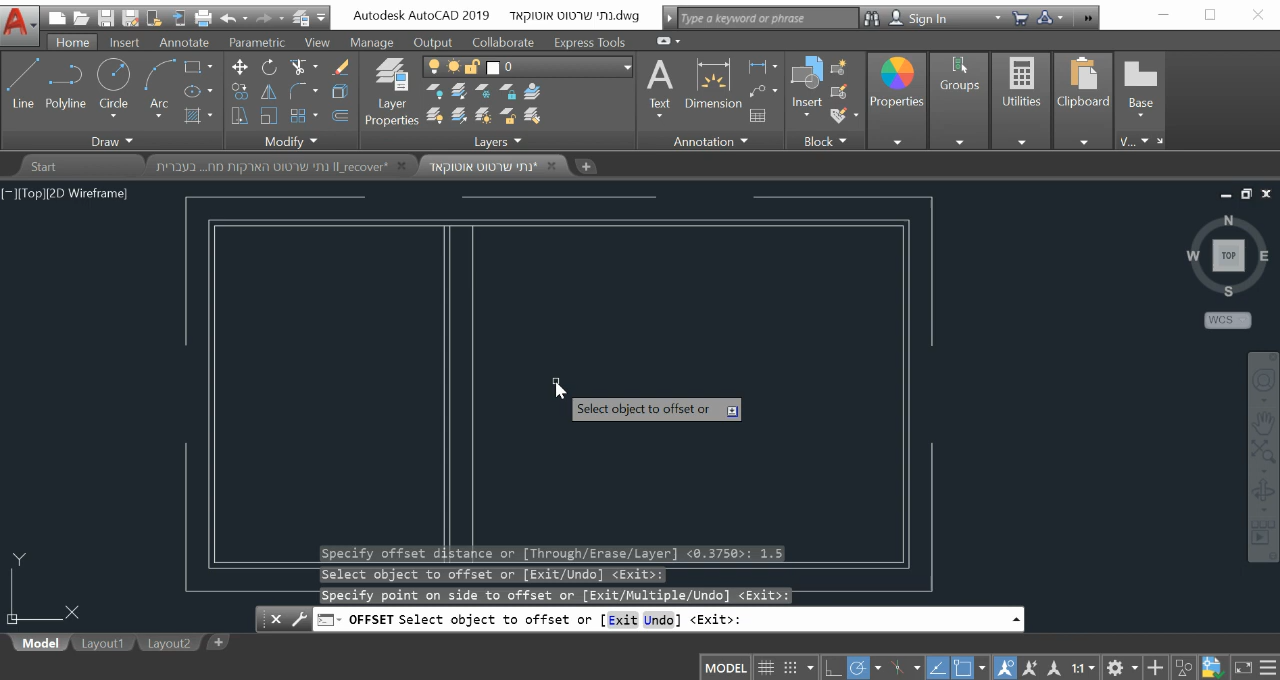 Autodesk AutoCAD 2019 נתי שרטוט אוטוקאד.dwg
Type a keyword or phrase
Sign In
Home Insert Annotate Parametric View Manage Output Collaborate Express Tools
Line Polyline Circle Arc
Draw
Modify
Layer
Properties
0
Layers
Text Dimension
Annotation
Insert
Block
Properties
Groups
Utilities
Clipboard
Base
V...
Start
נתי שרטוט הארקות מח... בעברית II_recover*
נתי שרטוט אוטוקאד*
[−][Top][2D Wireframe]
N
W TOP E
S
WCS
Select object to offset or
Specify offset distance or [Through/Erase/Layer] <0.3750>: 1.5
Select object to offset or [Exit/Undo] <Exit>:
Specify point on side to offset or [Exit/Multiple/Undo] <Exit>:
OFFSET Select object to offset or [Exit Undo] <Exit>:
Y
X
Model Layout1 Layout2
MODEL
1:1